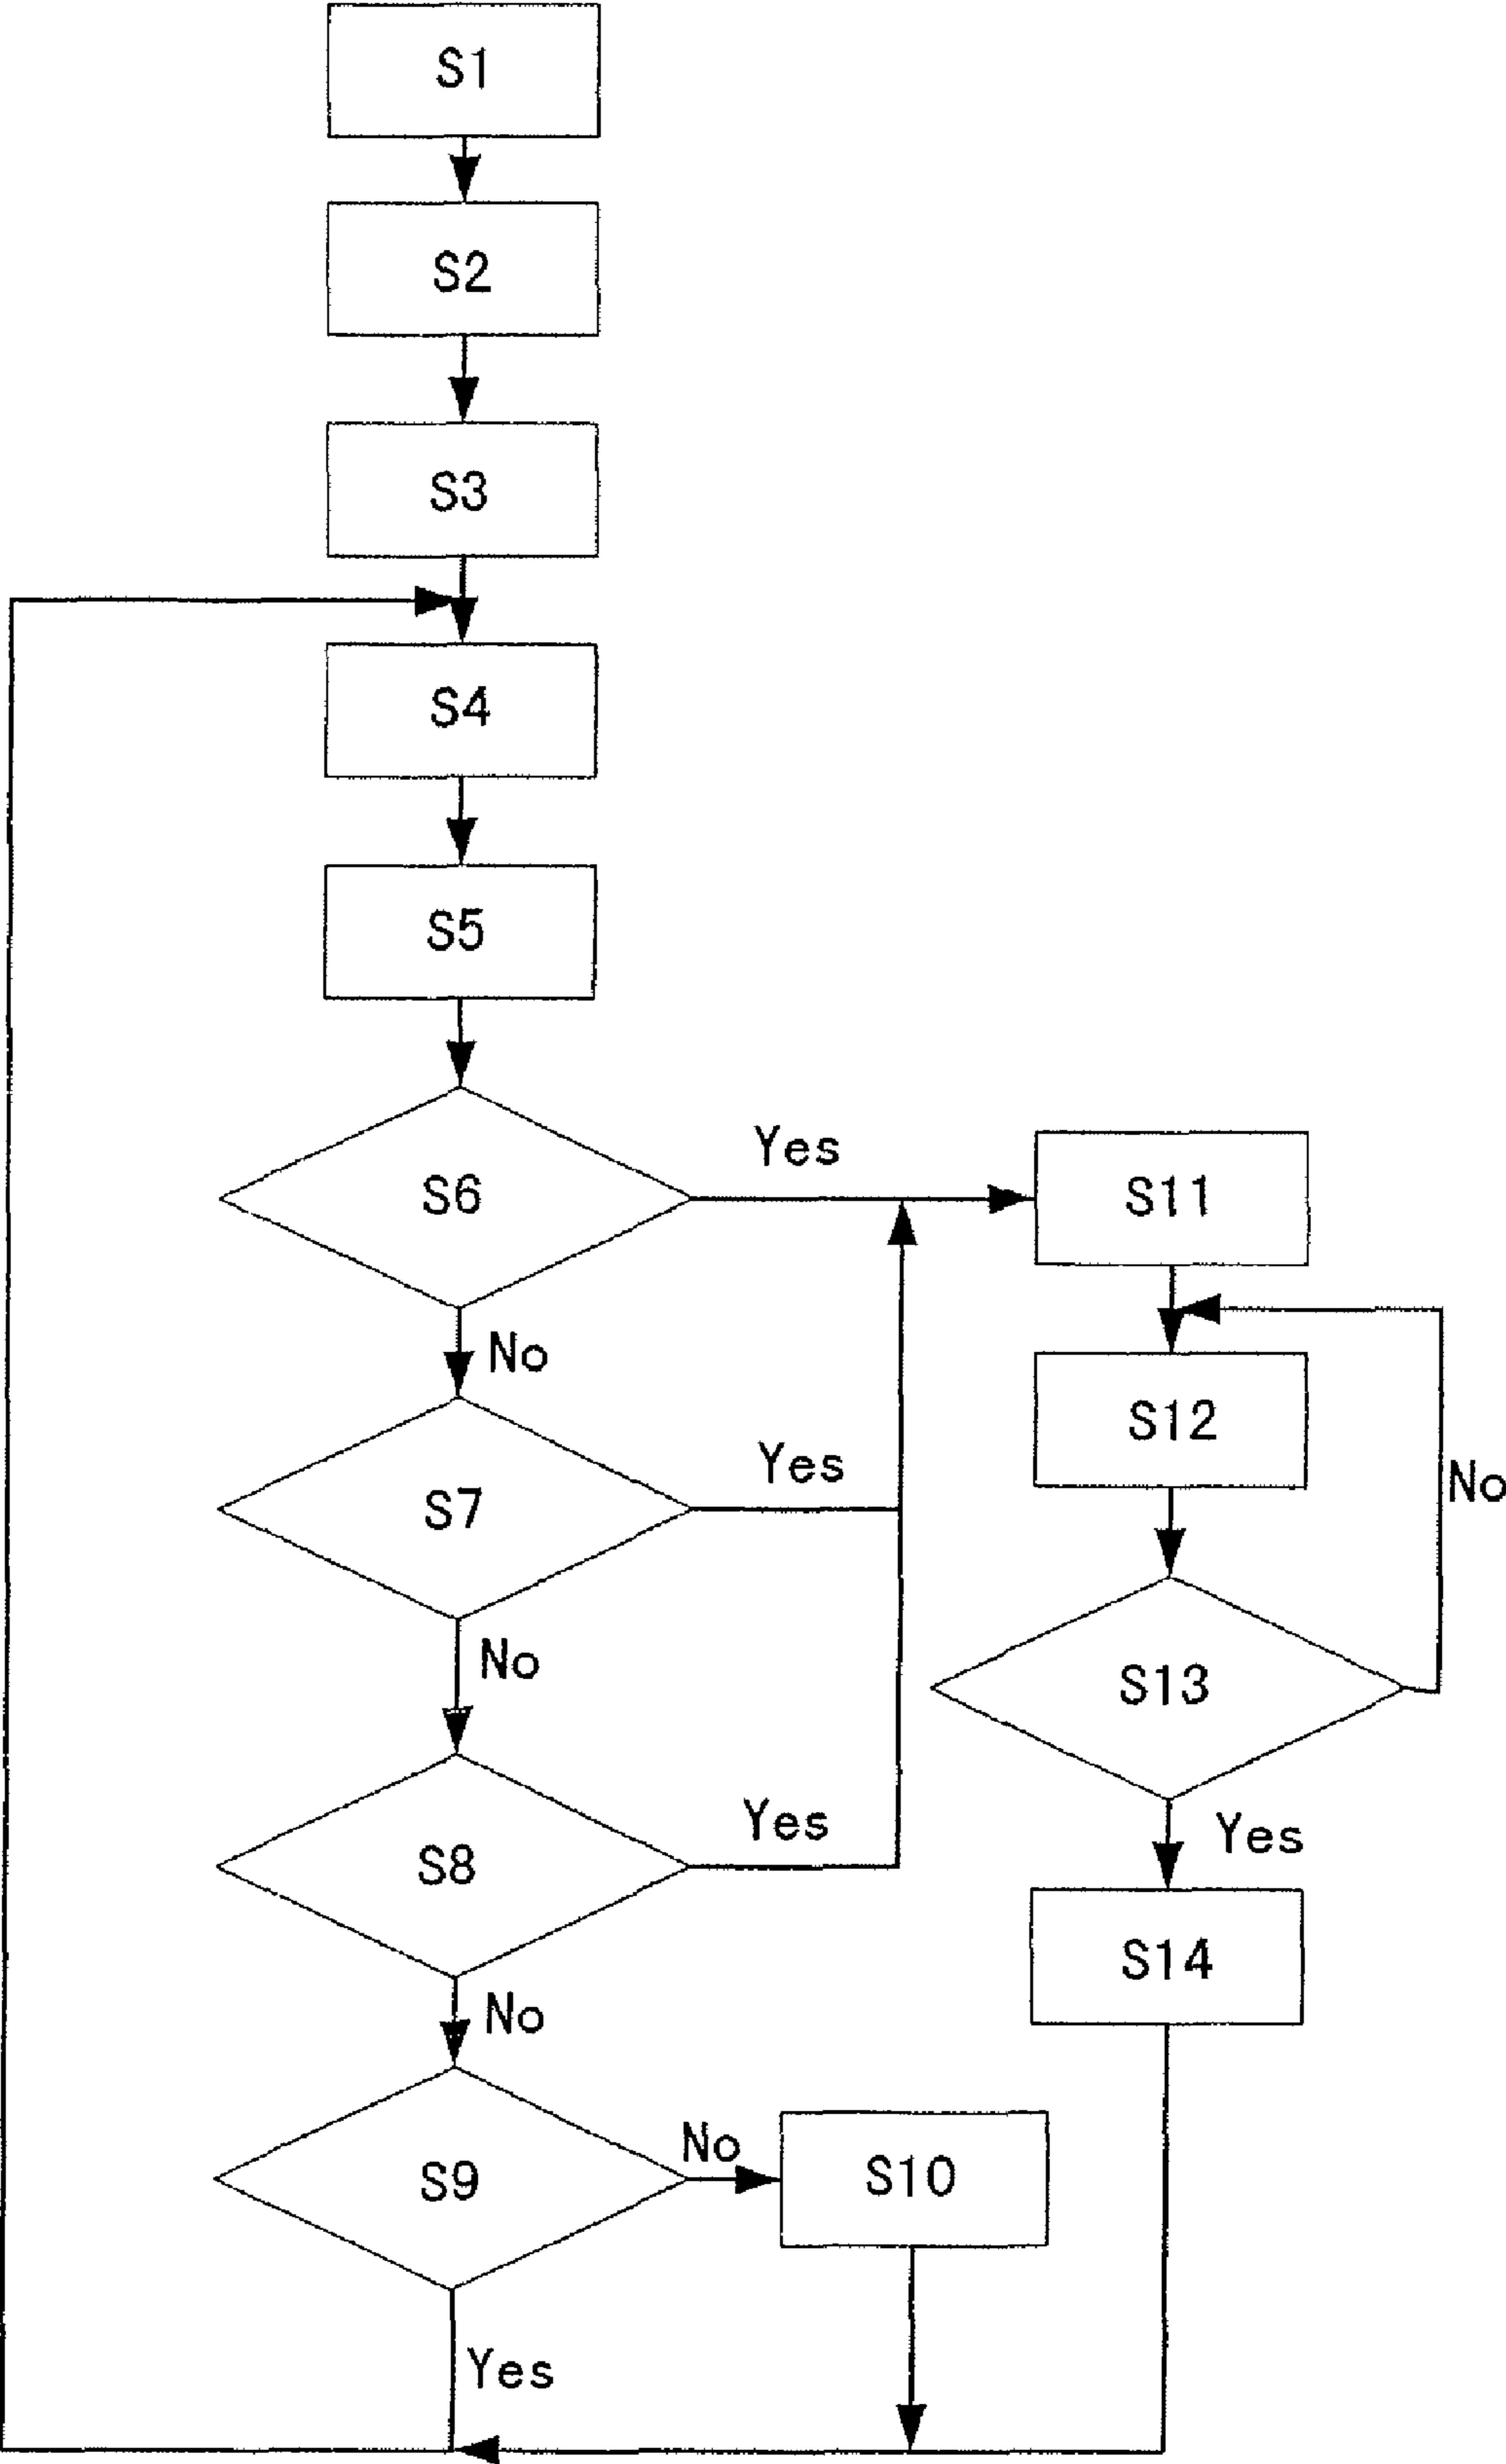 S1
S2
S3
S4
S5
S6
Yes
S11
No
S12
S7
Yes
No
No
S13
S8
Yes
Yes
S14
No
S9
No
S10
Yes